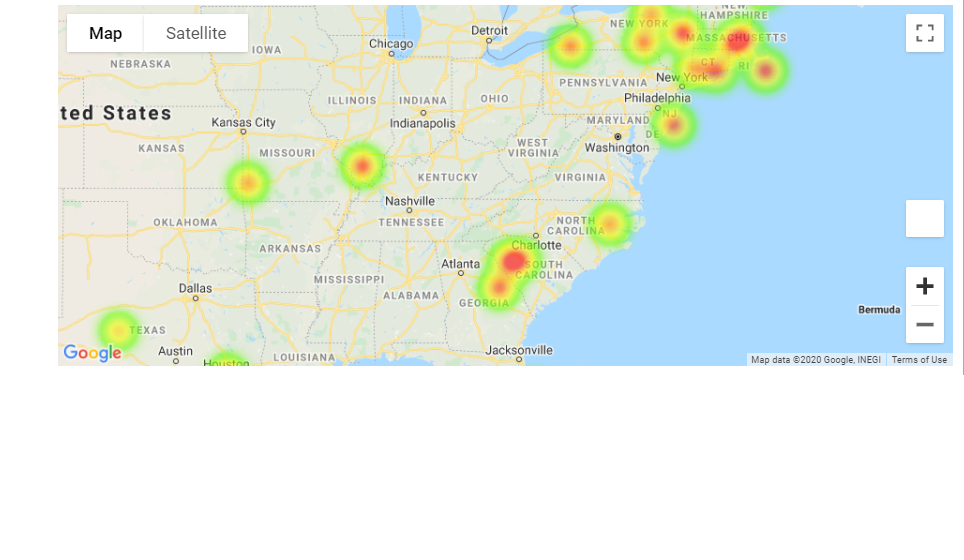 Map
Satellite
NEW
HAMPSHIRE
NEW YORK
Detroit
MASSACHUSETTS
Chicago
IOWA
NEBRASKA
CT
RI
New York
PENNSYLVANIA
OHIO
Philadelphia
ILLINOIS
INDIANA
ted States
NJ
MARYLAND
Kansas City
Indianapolis
DE
Washington
KANSAS
MISSOURI
WEST
VIRGINIA
KENTUCKY
VIRGINIA
Nashville
OKLAHOMA
TENNESSEE
NORTH
CAROLINA
ARKANSAS
Charlotte
Atlanta
SOUTH
CAROLINA
MISSISSIPPI
Dallas
ALABAMA
GEORGIA
Bermuda
TEXAS
Austin
Jacksonville
Google
LOUISIANA
Houston
Map data ©2020 Google, INEGI
Terms of Use